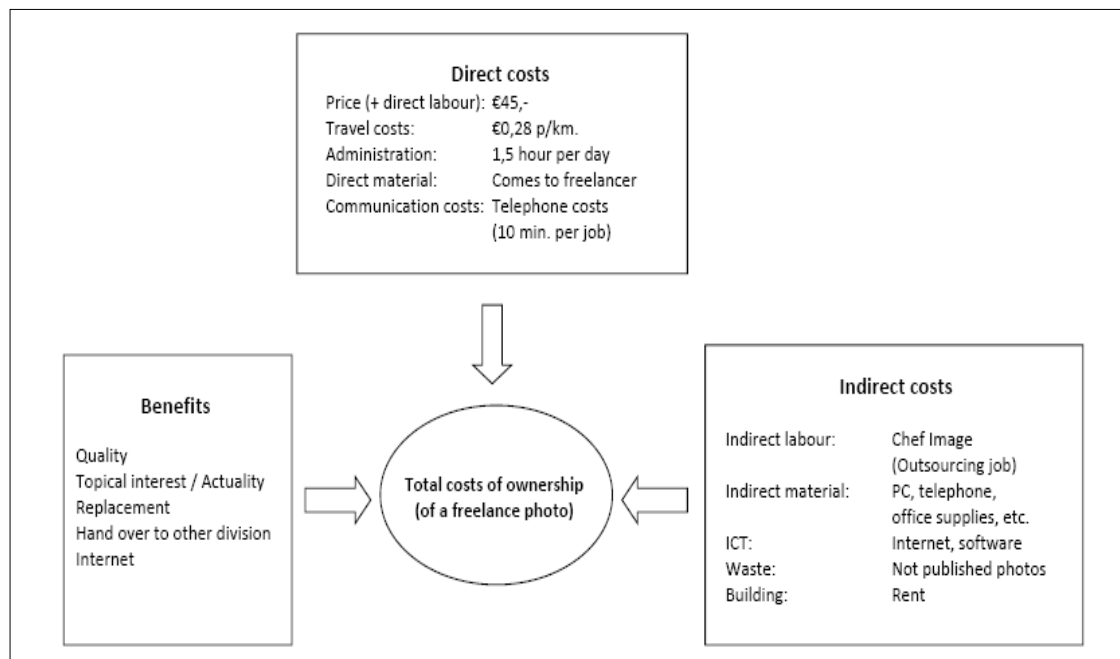 Direct costs
Price (+ direct labour): €45,-
Travel costs: €0,28 p/km.
Administration: 1,5 hour per day
Direct material: Comes to freelancer
Communication costs: Telephone costs
(10 min. per job)
Benefits
Quality
Topical interest / Actuality
Replacement
Hand over to other division
Internet
Total costs of ownership
(of a freelance photo)
Indirect costs
Indirect labour: Chef Image
(Outsourcing job)
Indirect material: PC, telephone,
office supplies, etc.
ICT: Internet, software
Waste: Not published photos
Building: Rent